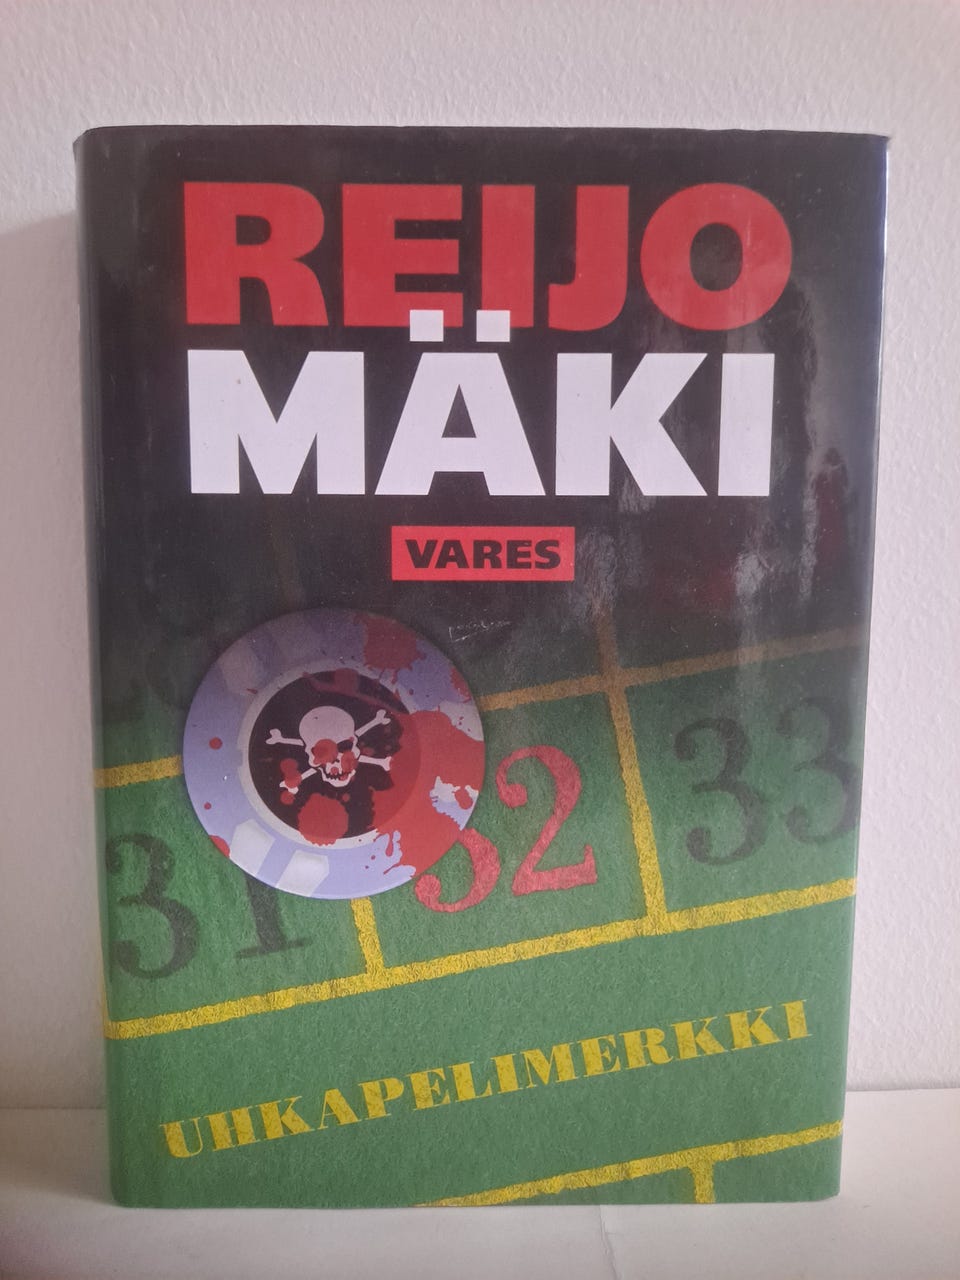 REIJO
MÄKI
VARES
31 32 33
UHKAPELIMERKKI